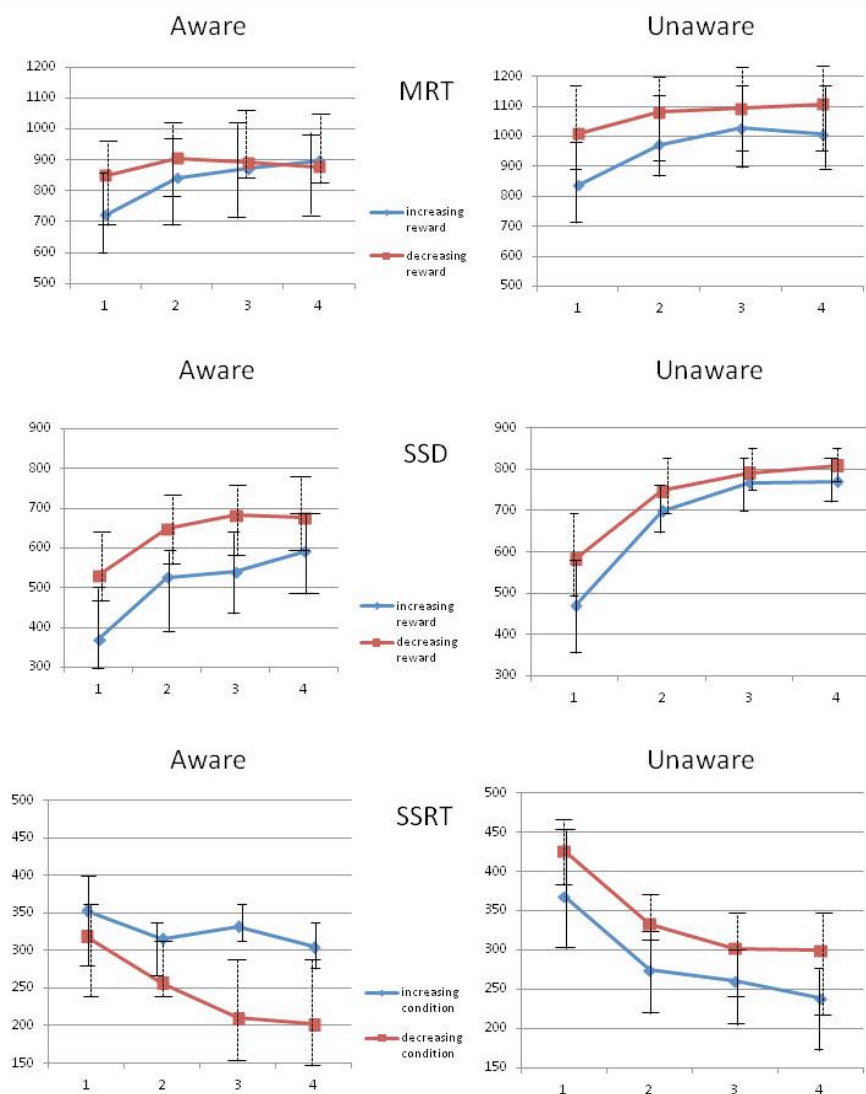 Aware
Unaware
MRT
1200
1100
1000
900
800
700
600
500
1 2 3 4
increasing
reward
decreasing
reward
1200
1100
1000
900
800
700
600
500
1 2 3 4
Aware
Unaware
SSD
900
800
700
600
500
400
300
1 2 3 4
increasing
reward
decreasing
reward
900
800
700
600
500
400
300
1 2 3 4
Aware
Unaware
SSRT
500
450
400
350
300
250
200
150
1 2 3 4
increasing
condition
decreasing
condition
500
450
400
350
300
250
200
150
1 2 3 4